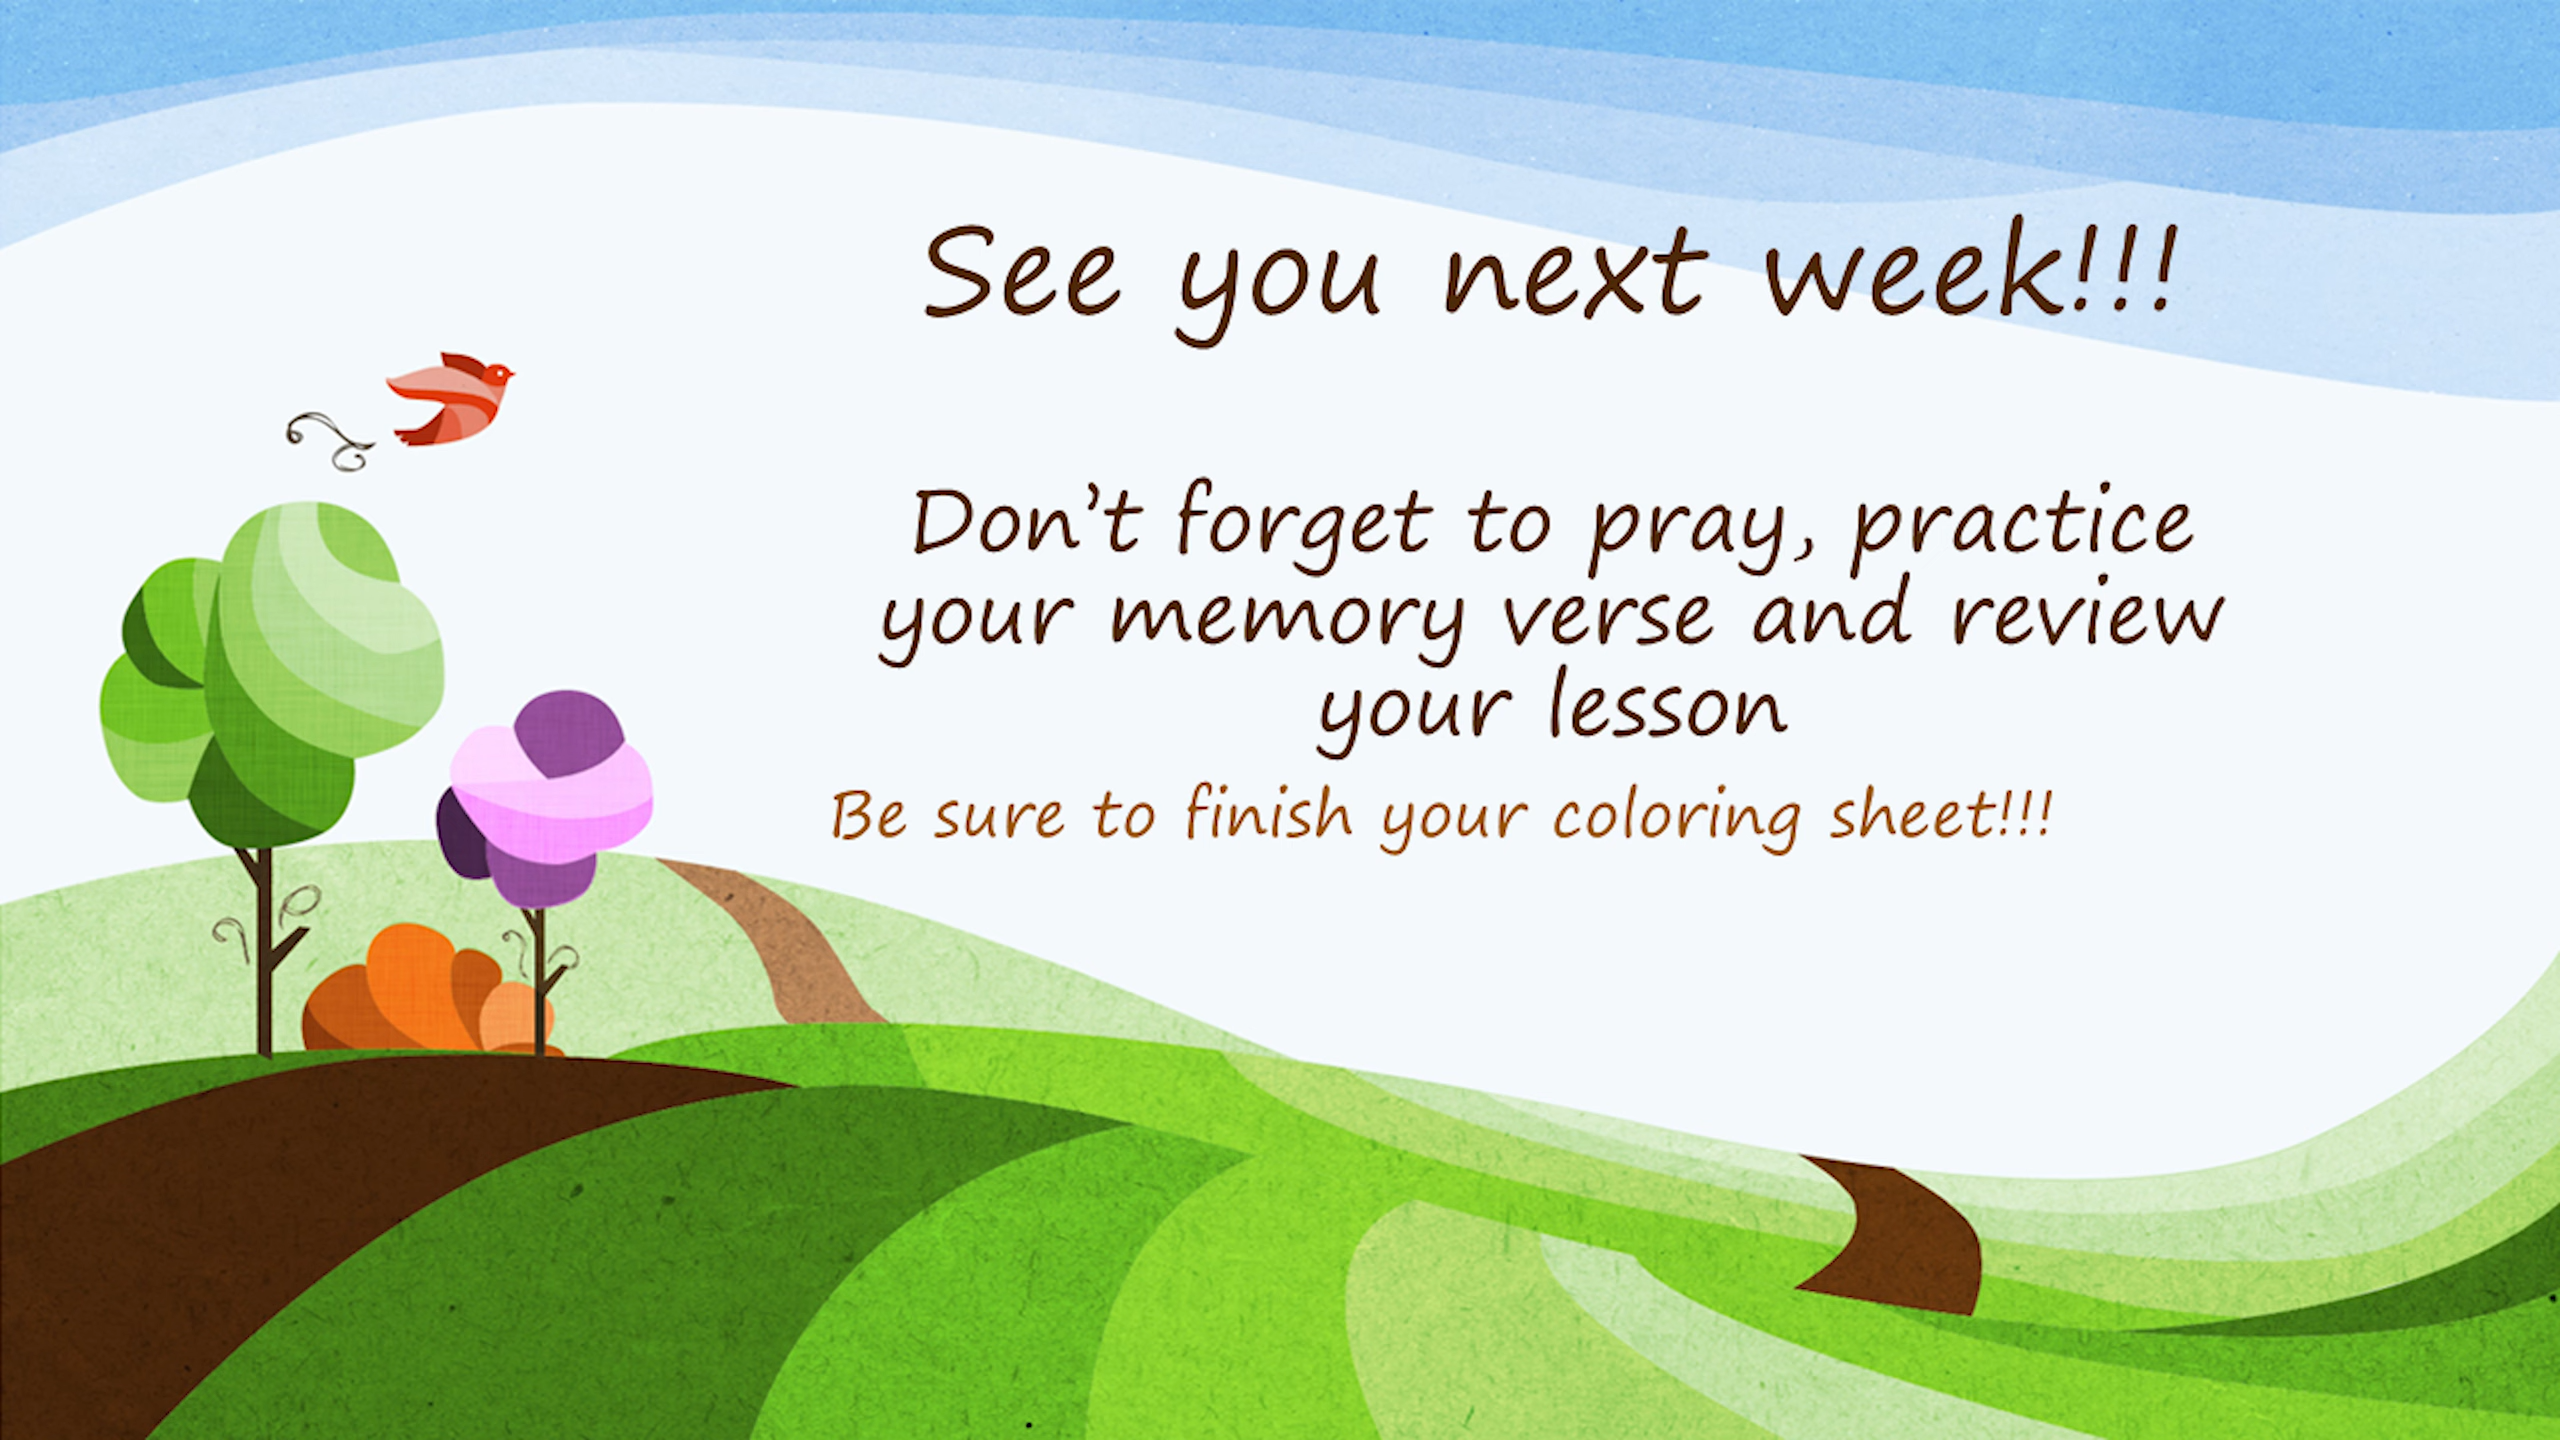 See you next week!!!
Don’t forget to pray, practice
your memory verse and review
your lesson
Be sure to finish your coloring sheet!!!